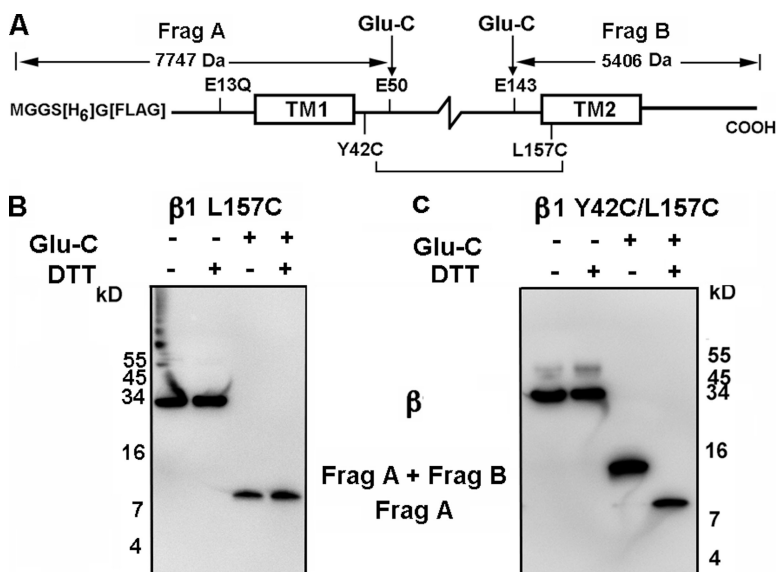 A
Frag A
Glu-C
Glu-C
Frag B
7747 Da
5406 Da
E13Q
E50
E143
MGGS[H6]G[FLAG]
TM1
TM2
COOH
Y42C
L157C
B
β1 L157C
Glu-C - - + +
DTT - + - +
kD
55
45
34
16
7
4
β
Frag A + Frag B
Frag A
C
β1 Y42C/L157C
Glu-C - - + +
DTT - + - +
kD
55
45
34
16
7
4